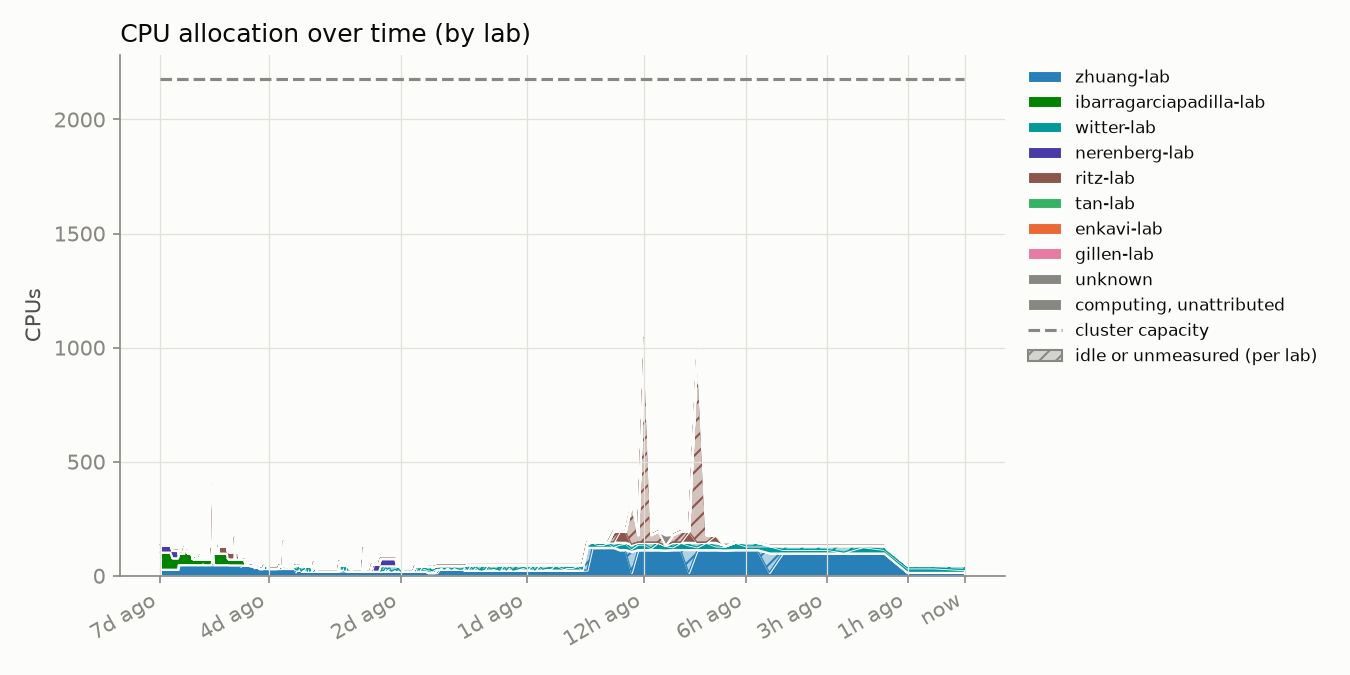 CPU allocation over time (by lab)
CPUs
2000
1500
1000
500
0
7d ago
4d ago
2d ago
1d ago
12h ago
6h ago
3h ago
1h ago
now
zhuang-lab
ibarragarciapadilla-lab
witter-lab
nerenberg-lab
ritz-lab
tan-lab
enkavi-lab
gillen-lab
unknown
computing, unattributed
cluster capacity
idle or unmeasured (per lab)